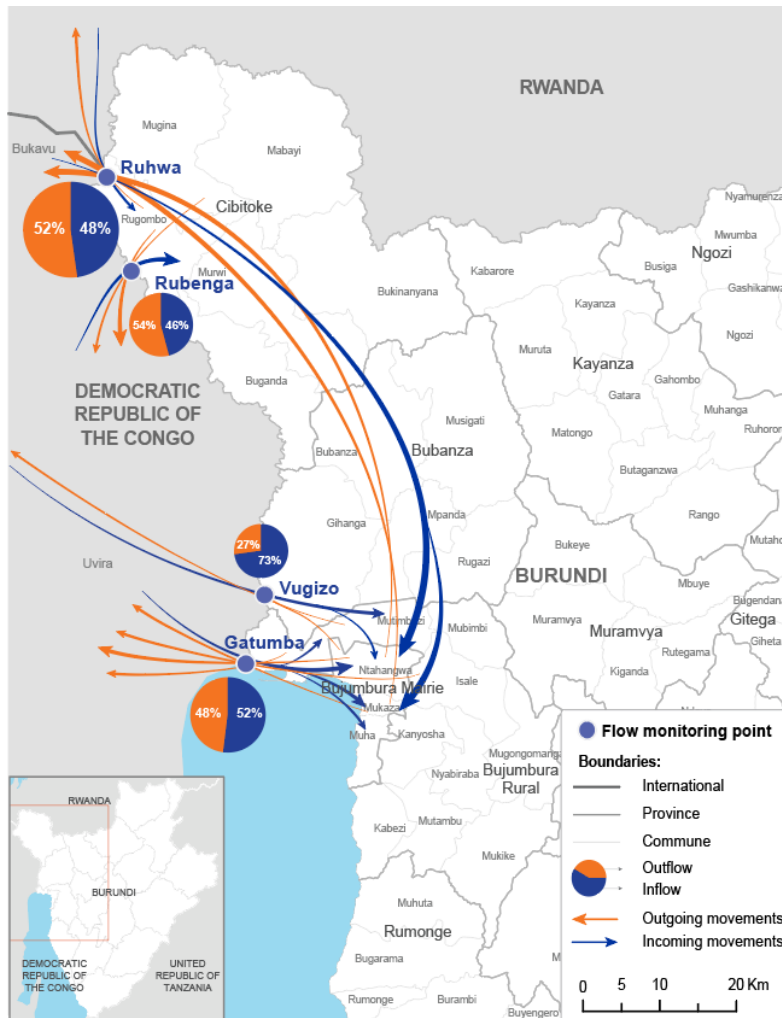 RWANDA
Mugina
Mabayi
Bukavu
Ruhwa
Rugombo
Cibitoke
52%
48%
Nyamurenza
Mwumba
Ngozi
Busiga
Gashikanwa
Kabarore
Rubenga
Murwi
Bukinanyana
Kayanza
54%
46%
Ngozi
Muruta
Kayanza
Buganda
Gahombo
Gatara
Muhanga
DEMOCRATIC
REPUBLIC OF
THE CONGO
Musigati
Matongo
Ruhoror
Bubanza
Bubanza
Butaganzwa
Mpanda
Rango
Gihanga
27%
73%
Bukeye
Mutaho
Uvira
Rugazi
BURUNDI
Mbuye
Vugizo
Bugendana
Mutimbuzi
Mubimbi
Muramvya
Muramvya
Gitega
Gatumba
Rutegama
Giheta
Ntahangwa
Isale
Kiganda
Bujumbura Mairie
Mukaza
48%
52%
Muha
Kanyosha
Mugongomanga
Nyabiraba
Bujumbura
Rural
Kabezi
Mutambu
Mukike
Muhuta
Rumonge
Bugarama
Rumonge
Burambi
Buyengero
Flow monitoring point
Boundaries:
International
Province
Commune
Outflow
Inflow
Outgoing movements
Incoming movements
0 5 10 20 Km
RWANDA
BURUNDI
DEMOCRATIC
REPUBLIC OF
THE CONGO
UNITED
REPUBLIC OF
TANZANIA